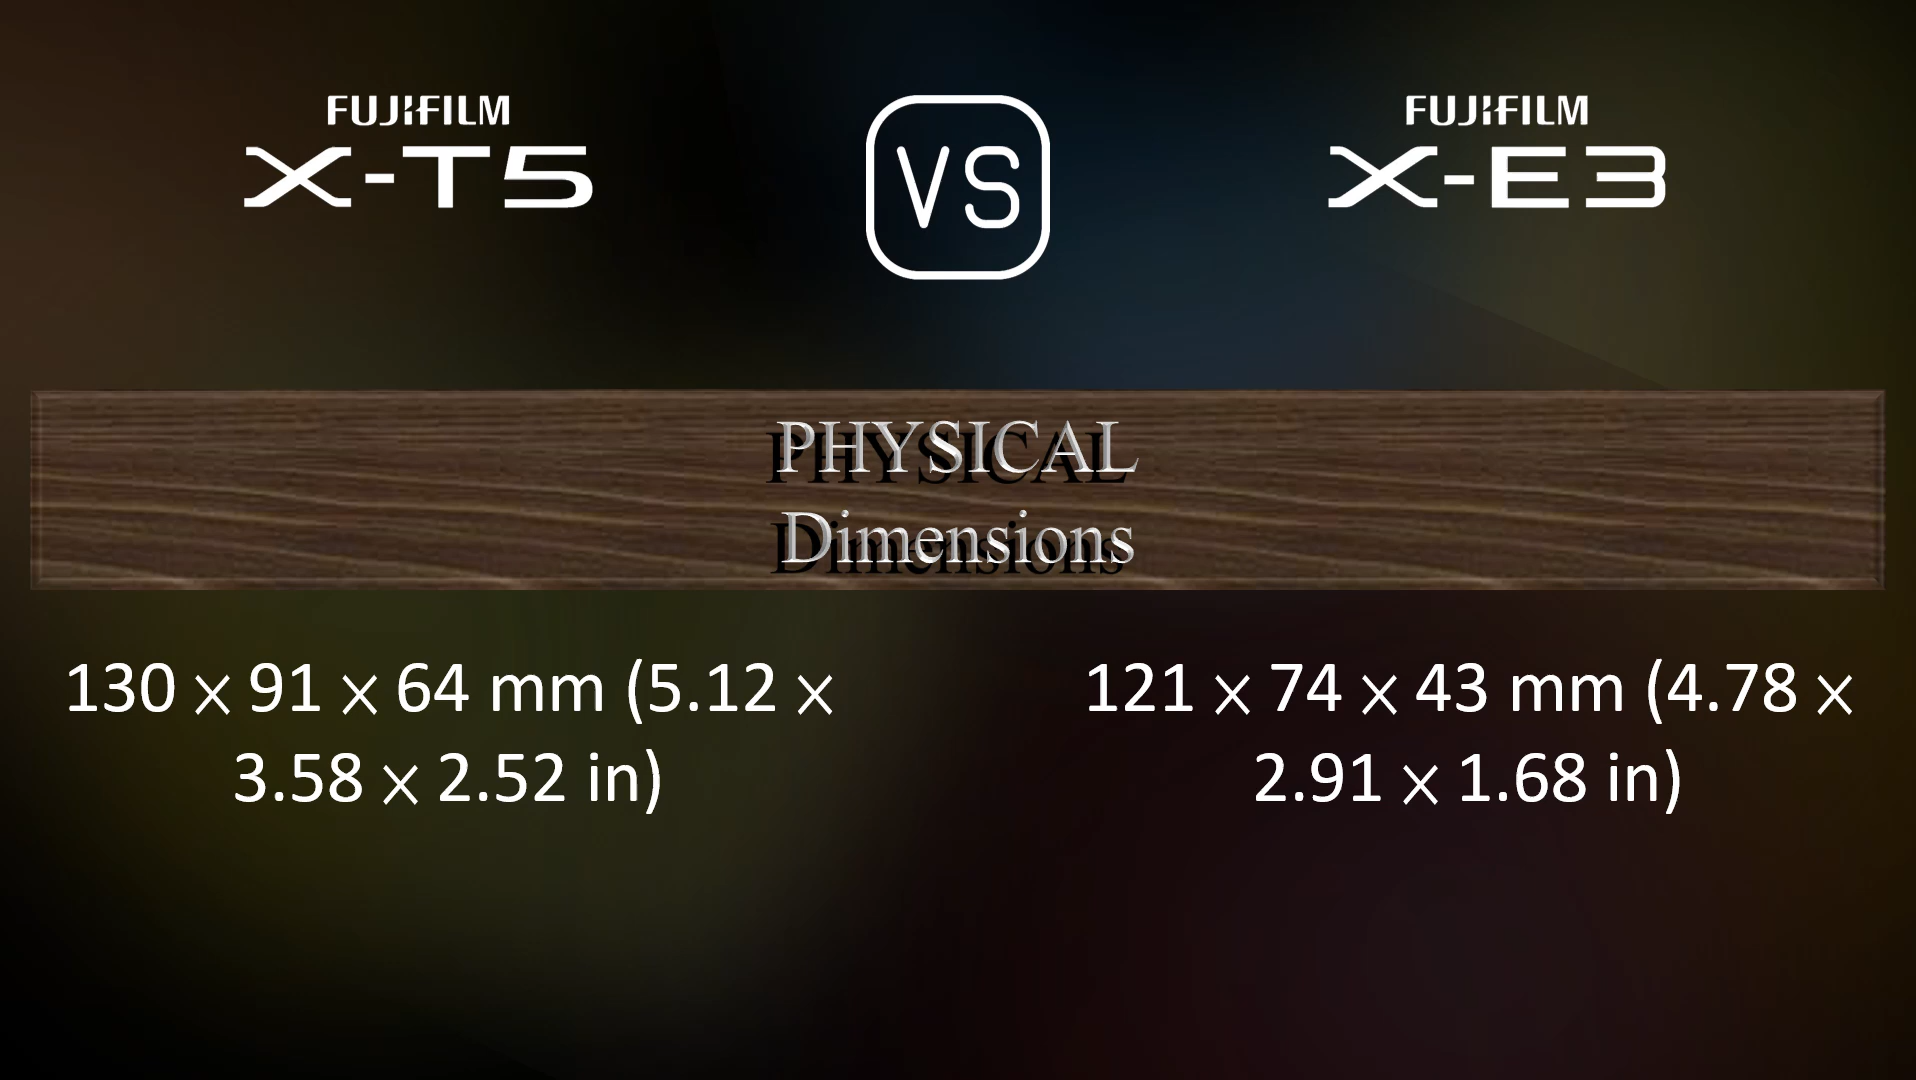 FUJIFILM
X-T5
VS
FUJIFILM
X-E3
PHYSICAL
Dimensions
130 x 91 x 64 mm (5.12 x
3.58 x 2.52 in)
121 x 74 x 43 mm (4.78 x
2.91 x 1.68 in)